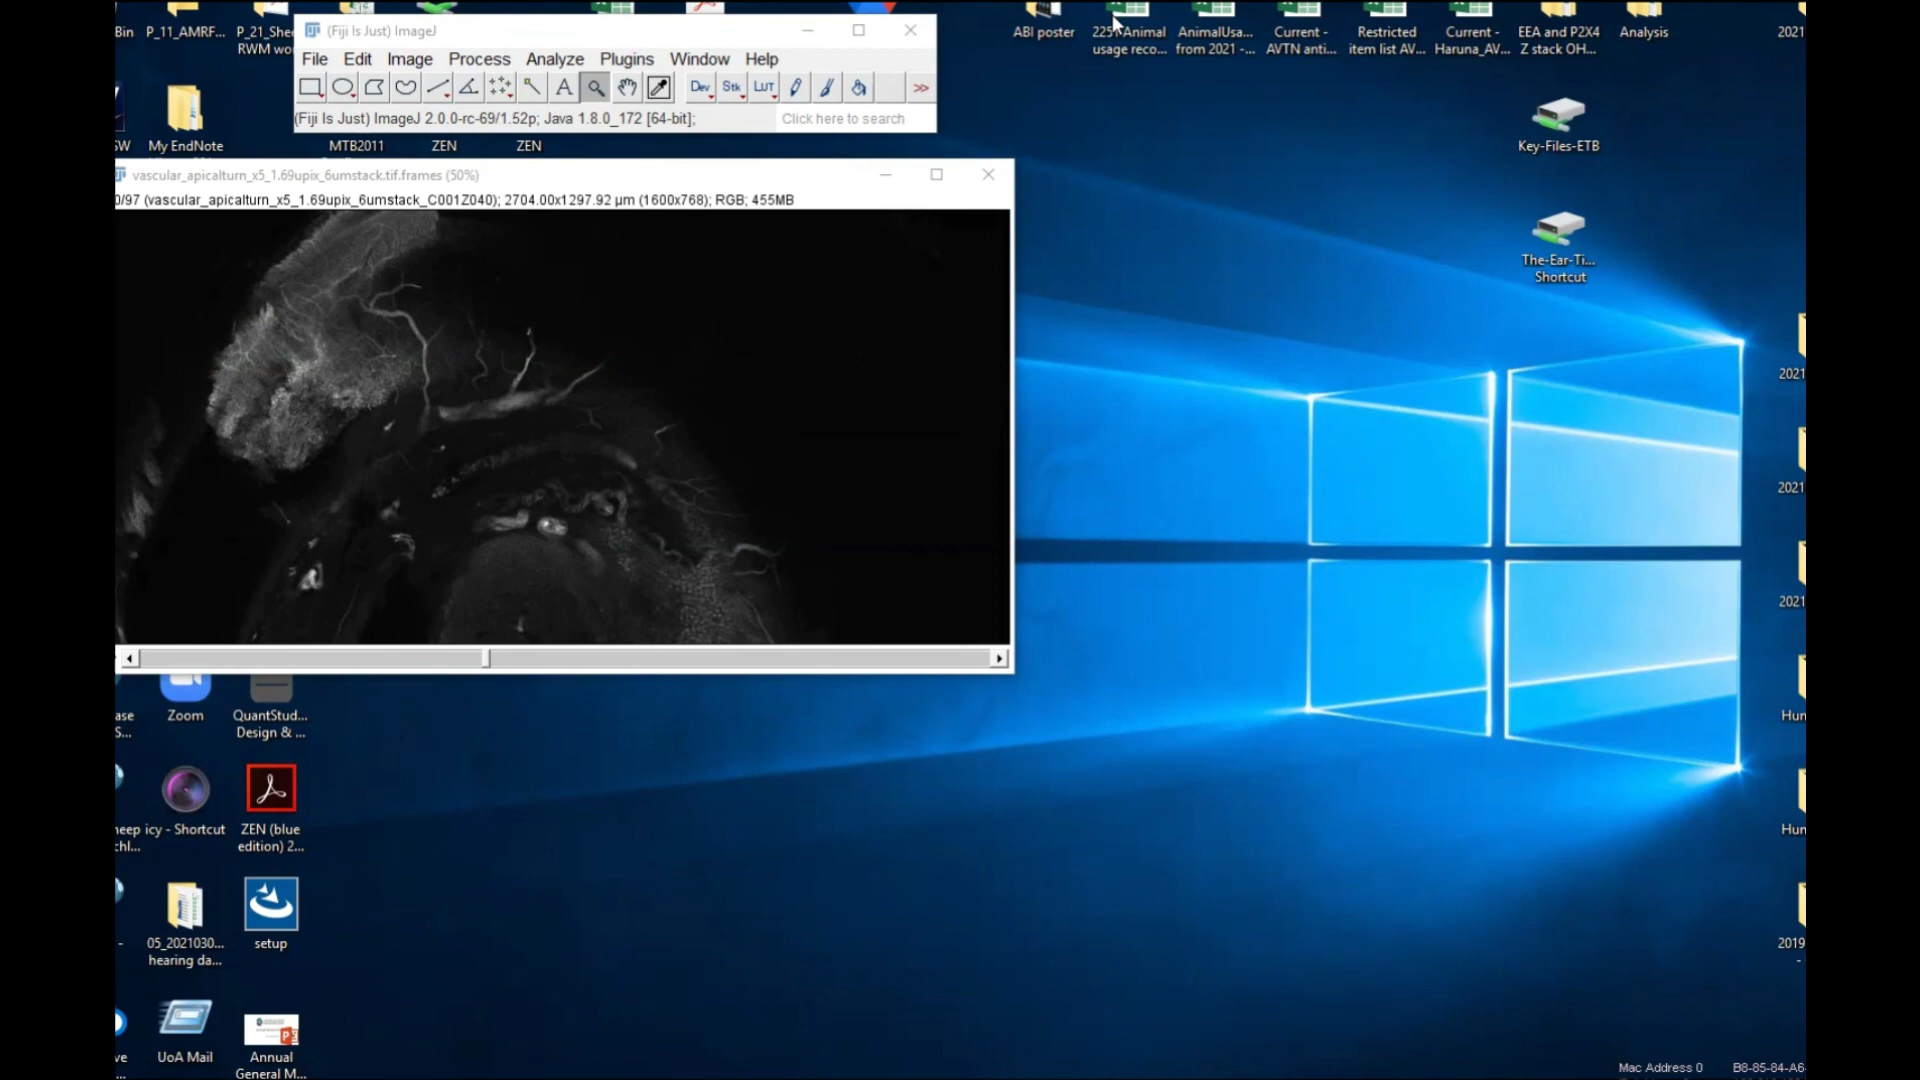 (Fiji Is Just) ImageJ
File Edit Image Process Analyze Plugins Window Help
Dev Stk LUT >>
(Fiji Is Just) ImageJ 2.0.0-rc-69/1.52p; Java 1.8.0_172 [64-bit];
Click here to search
Bin
P_11_AMRF...
P_21_Shee
RWM wo
SW
My EndNote
MTB2011
ZEN
ZEN
vascular_apicalturn_x5_1.69upix_6umstack.tif.frames (50%)
0/97 (vascular_apicalturn_x5_1.69upix_6umstack_C001Z040); 2704.00x1297.92 µm (1600x768); RGB; 455MB
ABI poster
Animal
usage reco...
AnimalUsa...
from 2021 -...
Current -
AVTN anti...
Restricted
item list AV...
Current -
Haruna_AV...
EEA and P2X4
Z stack OH...
Analysis
2021
Key-Files-ETB
The-Ear-Ti...
Shortcut
2021
2021
2021
Hun
Hun
2019
-
ase
S...
Zoom
QuantStud...
Design & ...
heep
chl...
icy - Shortcut
ZEN (blue
edition) 2...
-
05_2021030...
hearing da...
setup
ve
...
UoA Mail
Annual
General M...
Mac Address 0
B8-85-84-A6